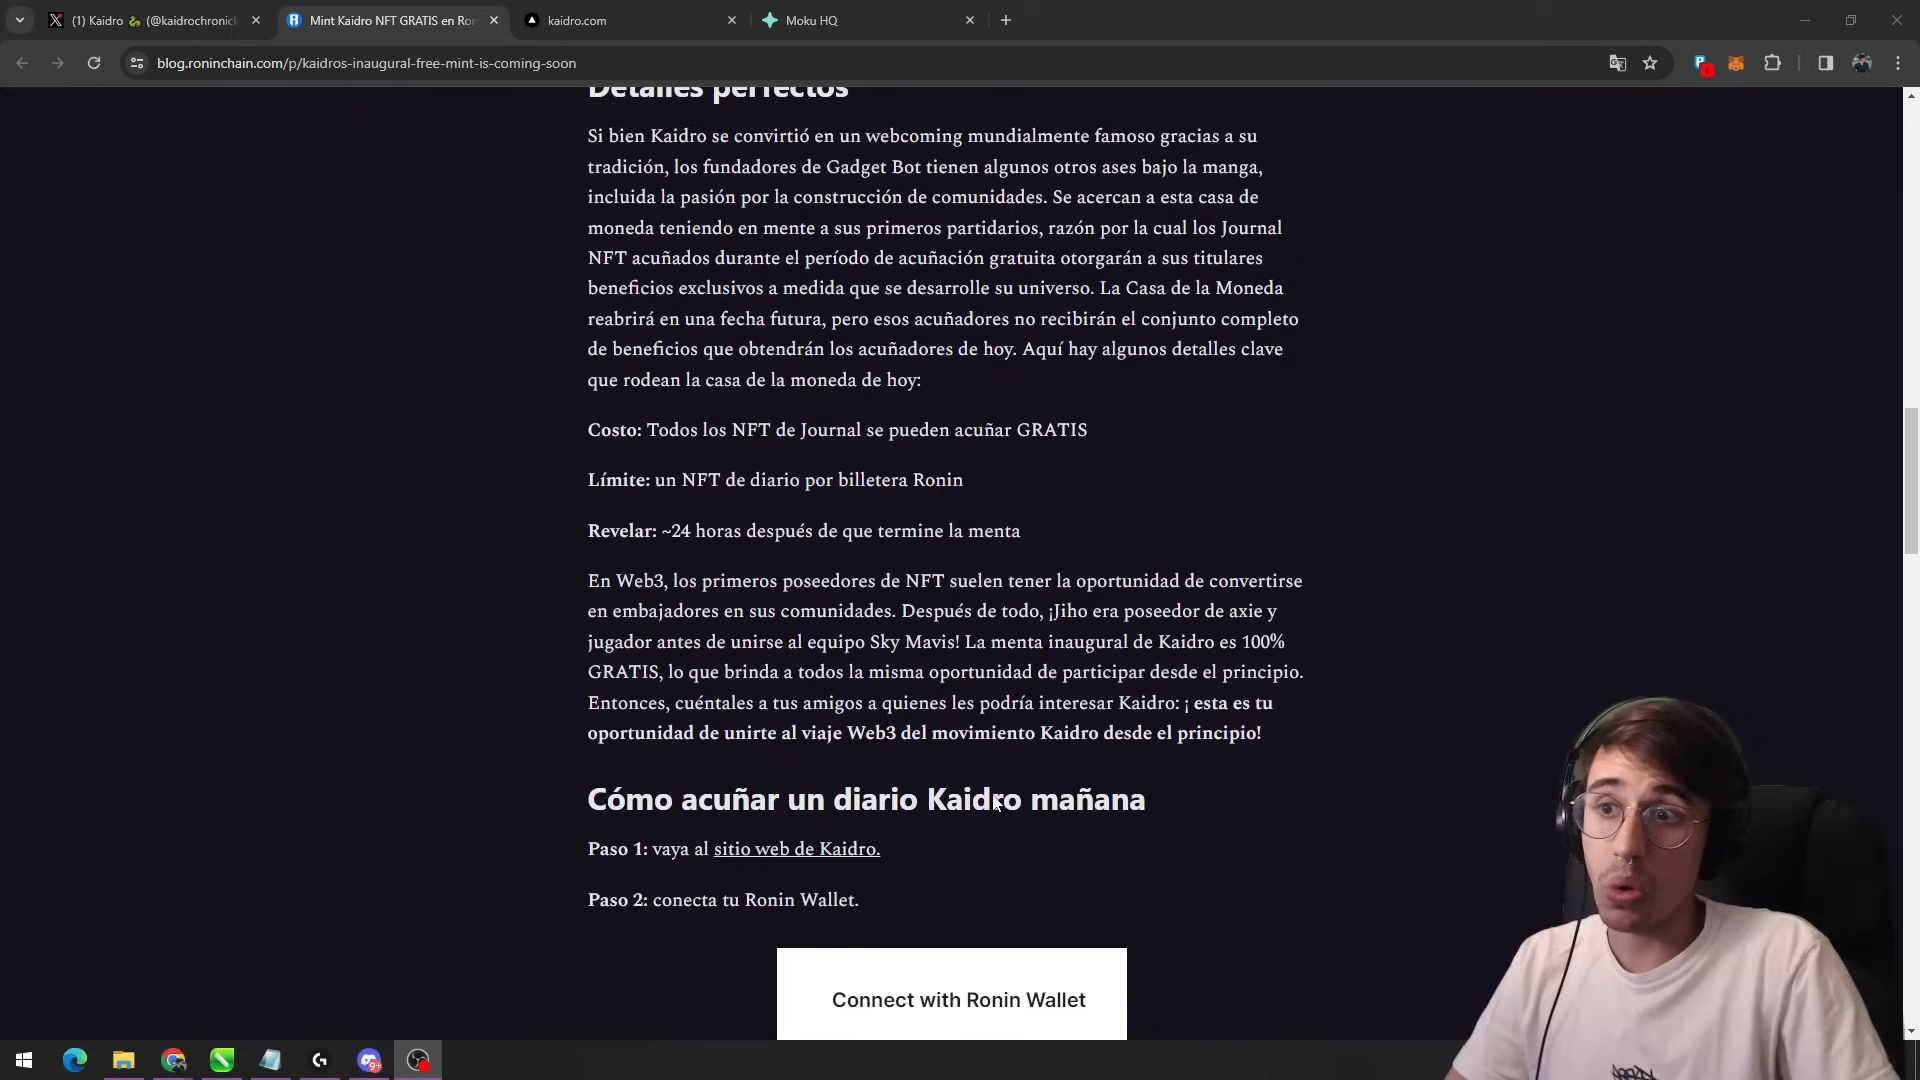 (1) Kaidro 🐉 (@kaidrochronicl
Mint Kaidro NFT GRATIS en Ron
kaidro.com
Moku HQ
blog.roninchain.com/p/kaidros-inaugural-free-mint-is-coming-soon
Detalles perfectos
Si bien Kaidro se convirtió en un webcoming mundialmente famoso gracias a su
tradición, los fundadores de Gadget Bot tienen algunos otros ases bajo la manga,
incluida la pasión por la construcción de comunidades. Se acercan a esta casa de
moneda teniendo en mente a sus primeros partidarios, razón por la cual los Journal
NFT acuñados durante el período de acuñación gratuita otorgarán a sus titulares
beneficios exclusivos a medida que se desarrolle su universo. La Casa de la Moneda
reabrirá en una fecha futura, pero esos acuñadores no recibirán el conjunto completo
de beneficios que obtendrán los acuñadores de hoy. Aquí hay algunos detalles clave
que rodean la casa de la moneda de hoy:
Costo: Todos los NFT de Journal se pueden acuñar GRATIS
Límite: un NFT de diario por billetera Ronin
Revelar: ~24 horas después de que termine la menta
En Web3, los primeros poseedores de NFT suelen tener la oportunidad de convertirse
en embajadores en sus comunidades. Después de todo, ¡Jiho era poseedor de axie y
jugador antes de unirse al equipo Sky Mavis! La menta inaugural de Kaidro es 100%
GRATIS, lo que brinda a todos la misma oportunidad de participar desde el principio.
Entonces, cuéntales a tus amigos a quienes les podría interesar Kaidro: ¡ esta es tu
oportunidad de unirte al viaje Web3 del movimiento Kaidro desde el principio!
Cómo acuñar un diario Kaidro mañana
Paso 1: vaya al sitio web de Kaidro.
Paso 2: conecta tu Ronin Wallet.
Connect with Ronin Wallet